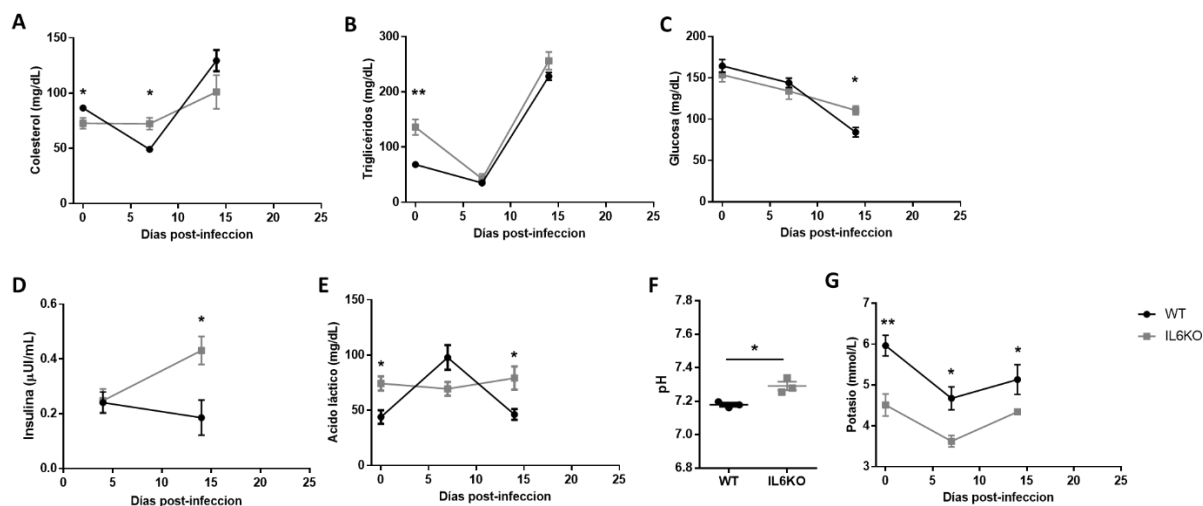 A
Colesterol (mg/dL)
150
100
50
0
*
*
0 5 10 15 20 25
Días post-infeccion
B
Triglicéridos (mg/dL)
300
200
100
0
**
0 5 10 15 20 25
Días post-infeccion
C
Glucosa (mg/dL)
200
150
100
50
0
*
0 5 10 15 20 25
Días post-infeccion
D
Insulina (µUI/mL)
0.6
0.4
0.2
0.0
*
0 5 10 15 20 25
Días post-infeccion
E
Acido láctico (mg/dL)
150
100
50
0
*
*
0 5 10 15 20 25
Días post-infeccion
F
pH
7.8
7.6
7.4
7.2
7.0
6.8
*
WT IL6KO
G
Potasio (mmol/L)
7
6
5
4
3
**
*
*
0 5 10 15 20 25
Días post-infeccion
WT
IL6KO